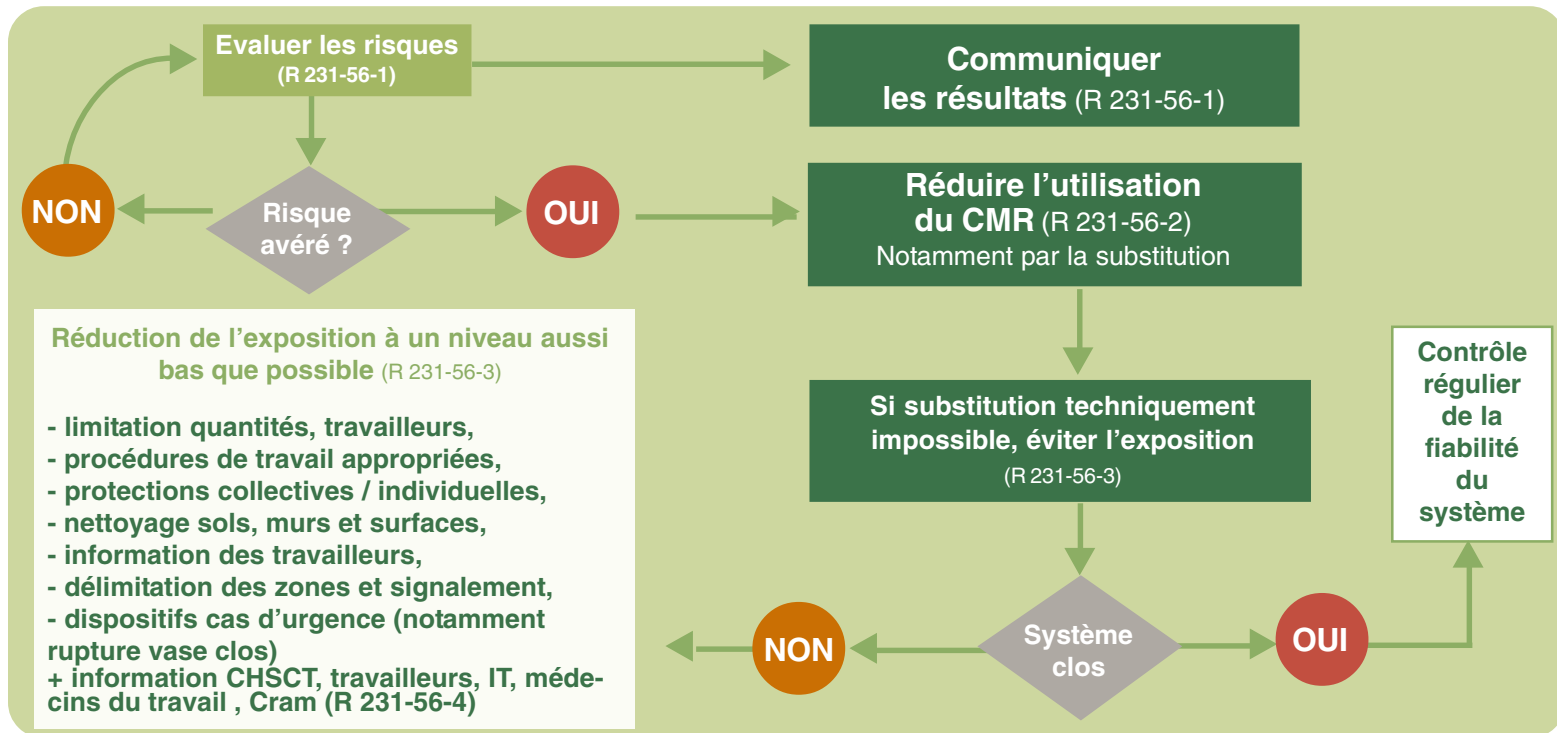 Evaluer les risques
(R 231-56-1)
Communiquer
les résultats (R 231-56-1)
NON
Risque
avéré ?
OUI
Réduire l’utilisation
du CMR (R 231-56-2)
Notamment par la substitution
Réduction de l’exposition à un niveau aussi
bas que possible (R 231-56-3)
- limitation quantités, travailleurs,
- procédures de travail appropriées,
- protections collectives / individuelles,
- nettoyage sols, murs et surfaces,
- information des travailleurs,
- délimitation des zones et signalement,
- dispositifs cas d’urgence (notamment
rupture vase clos)
+ information CHSCT, travailleurs, IT, méde-
cins du travail , Cram (R 231-56-4)
Si substitution techniquement
impossible, éviter l’exposition
(R 231-56-3)
Contrôle
régulier
de la
fiabilité
du
système
NON
Système
clos
OUI